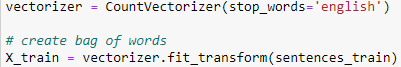 vectorizer = CountVectorizer(stop_words='english')
# create bag of words
X_train = vectorizer.fit_transform(sentences_train)